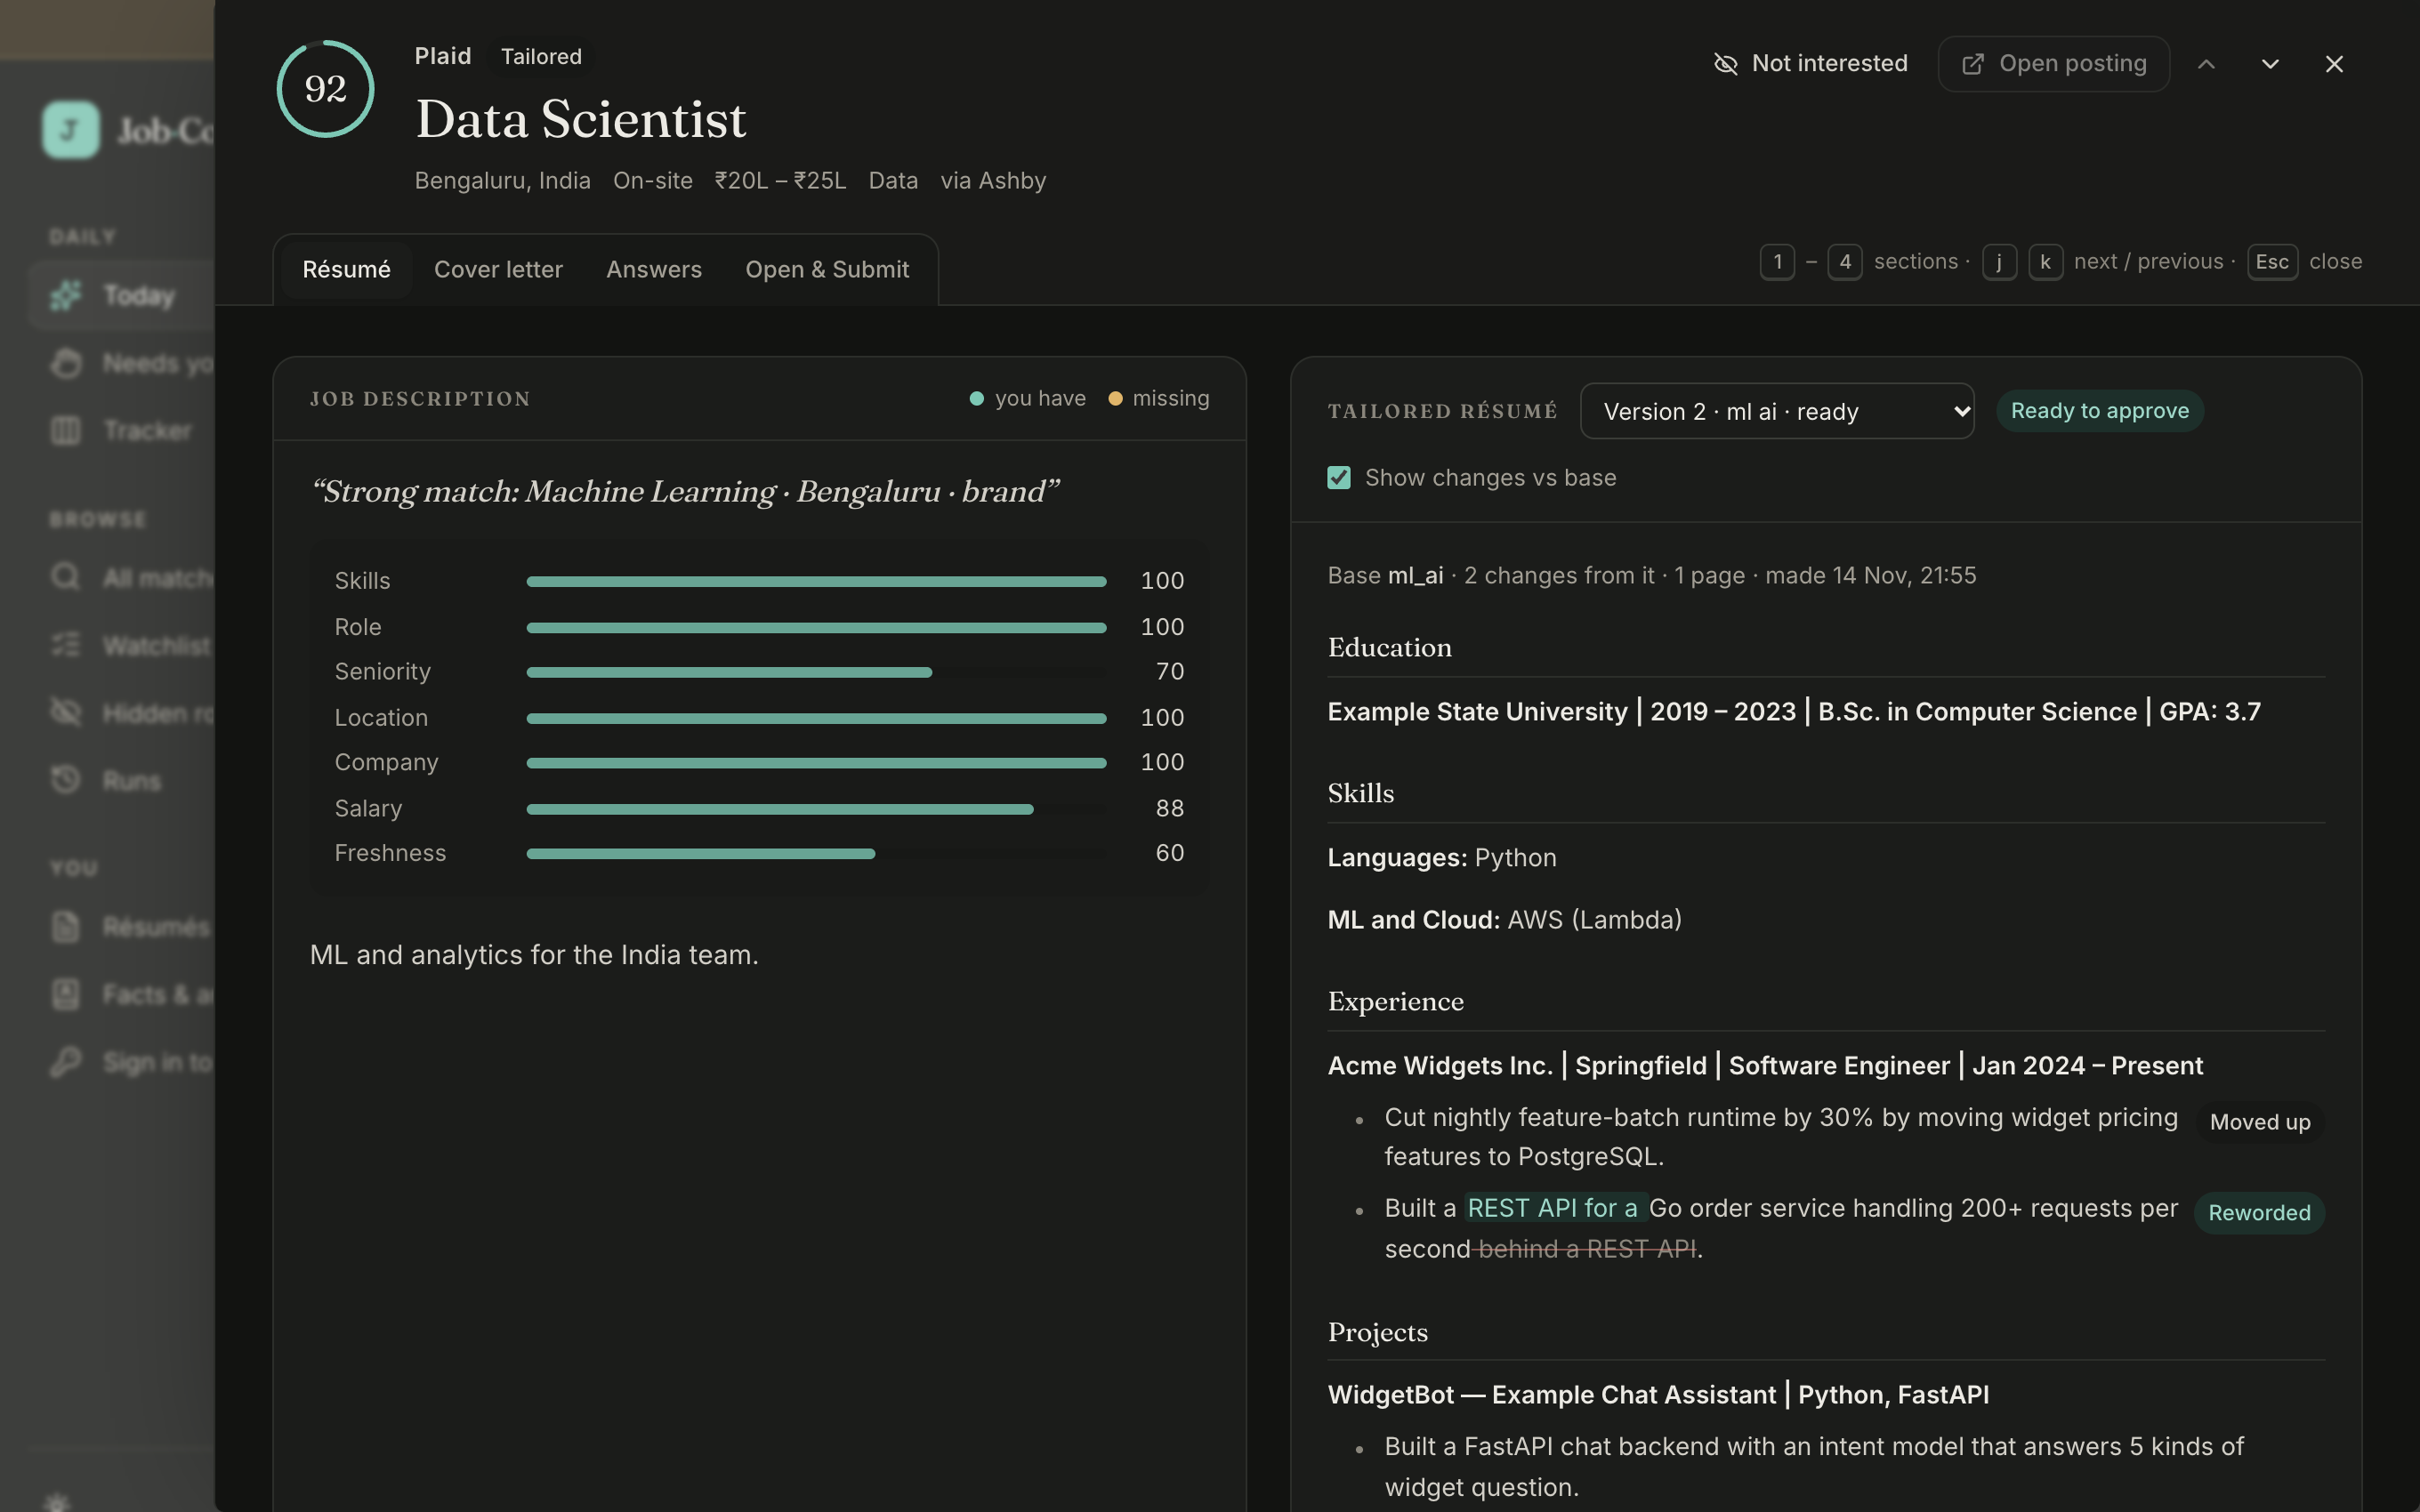 92
Plaid Tailored
Data Scientist
Bengaluru, India On-site ₹20L – ₹25L Data via Ashby
Not interested Open posting
J
DAILY
Today
Needs
Tracker
BROWSE
All
Watchlist
Hidden
Runs
YOU
Résumés
Facts &
Sign in to
Résumé Cover letter Answers Open & Submit
1 – 4 sections · j k next / previous · Esc close
JOB DESCRIPTION you have missing
“Strong match: Machine Learning · Bengaluru · brand”
Skills 100
Role 100
Seniority 70
Location 100
Company 100
Salary 88
Freshness 60
ML and analytics for the India team.
TAILORED RÉSUMÉ Version 2 · ml ai · ready Ready to approve
Show changes vs base
Base ml_ai · 2 changes from it · 1 page · made 14 Nov, 21:55
Education
Example State University | 2019 – 2023 | B.Sc. in Computer Science | GPA: 3.7
Skills
Languages: Python
ML and Cloud: AWS (Lambda)
Experience
Acme Widgets Inc. | Springfield | Software Engineer | Jan 2024 – Present
Cut nightly feature-batch runtime by 30% by moving widget pricing Moved up
features to PostgreSQL.
Built a REST API for a Go order service handling 200+ requests per Reworded
second behind a REST API.
Projects
WidgetBot — Example Chat Assistant | Python, FastAPI
Built a FastAPI chat backend with an intent model that answers 5 kinds of
widget question.